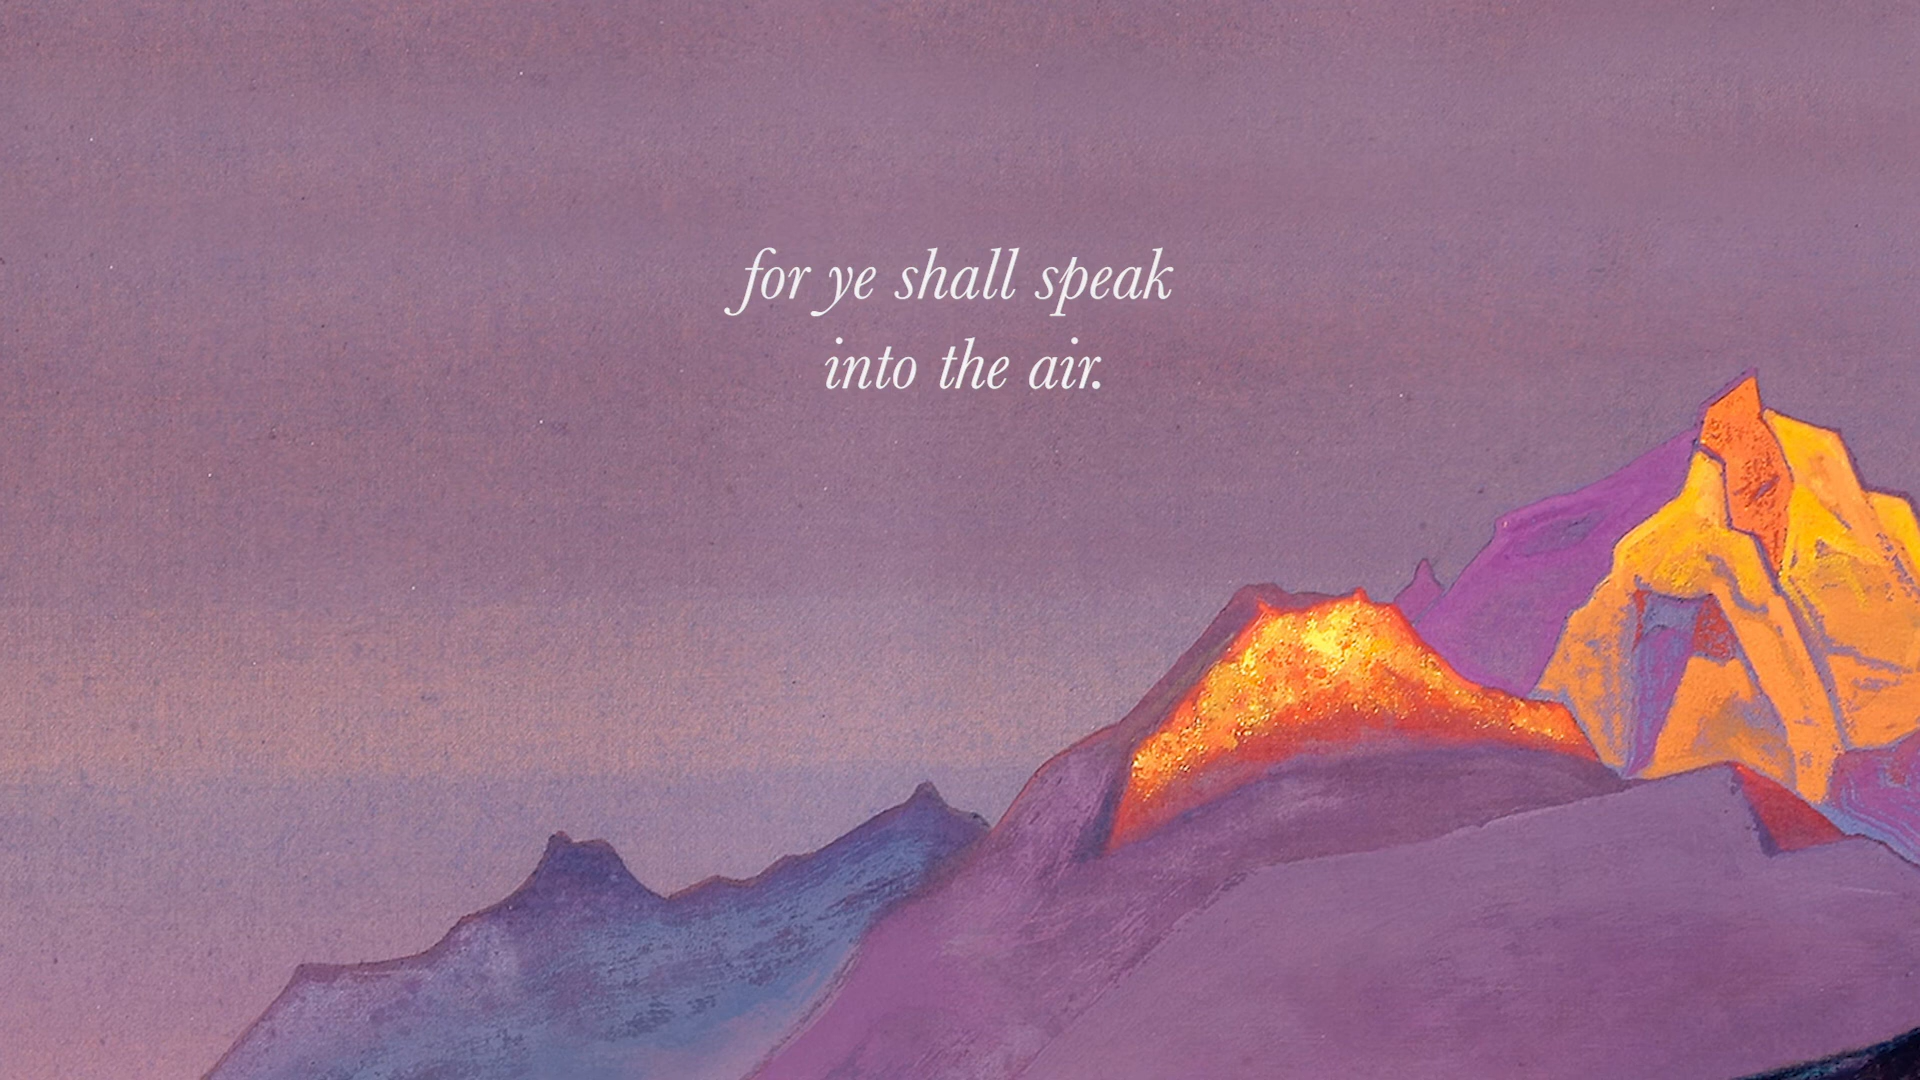 for ye shall speak
into the air.